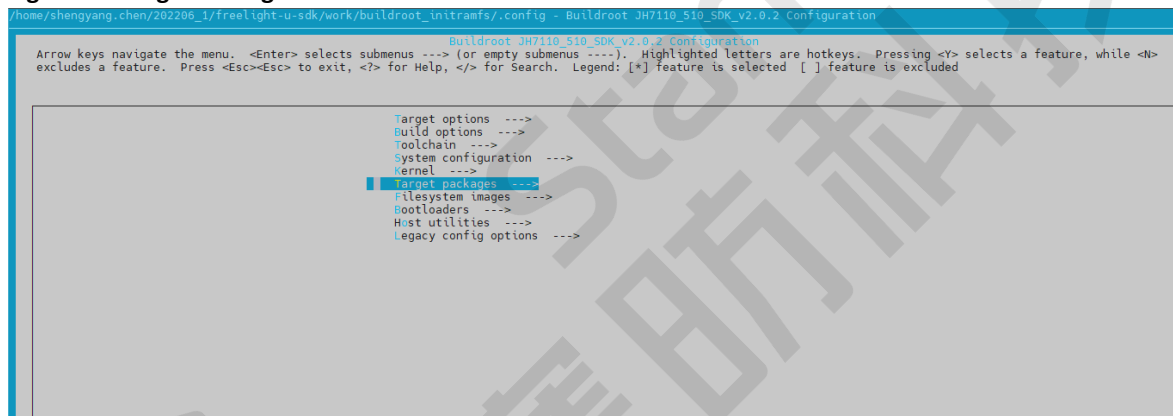 /home/shengyang.chen/202206_1/freelight-u-sdk/work/buildroot_initramfs/.config - Buildroot JH7110_510_SDK_v2.0.2 Configuration
Buildroot JH7110_510_SDK_v2.0.2 Configuration
Arrow keys navigate the menu.  <Enter> selects submenus ---> (or empty submenus ----).  Highlighted letters are hotkeys.  Pressing <Y> selects a feature, while <N>
excludes a feature.  Press <Esc><Esc> to exit, <?> for Help, </> for Search.  Legend: [*] feature is selected  [ ] feature is excluded
Target options  --->
Build options  --->
Toolchain  --->
System configuration  --->
Kernel  --->
Target packages  --->
Filesystem images  --->
Bootloaders  --->
Host utilities  --->
Legacy config options  --->